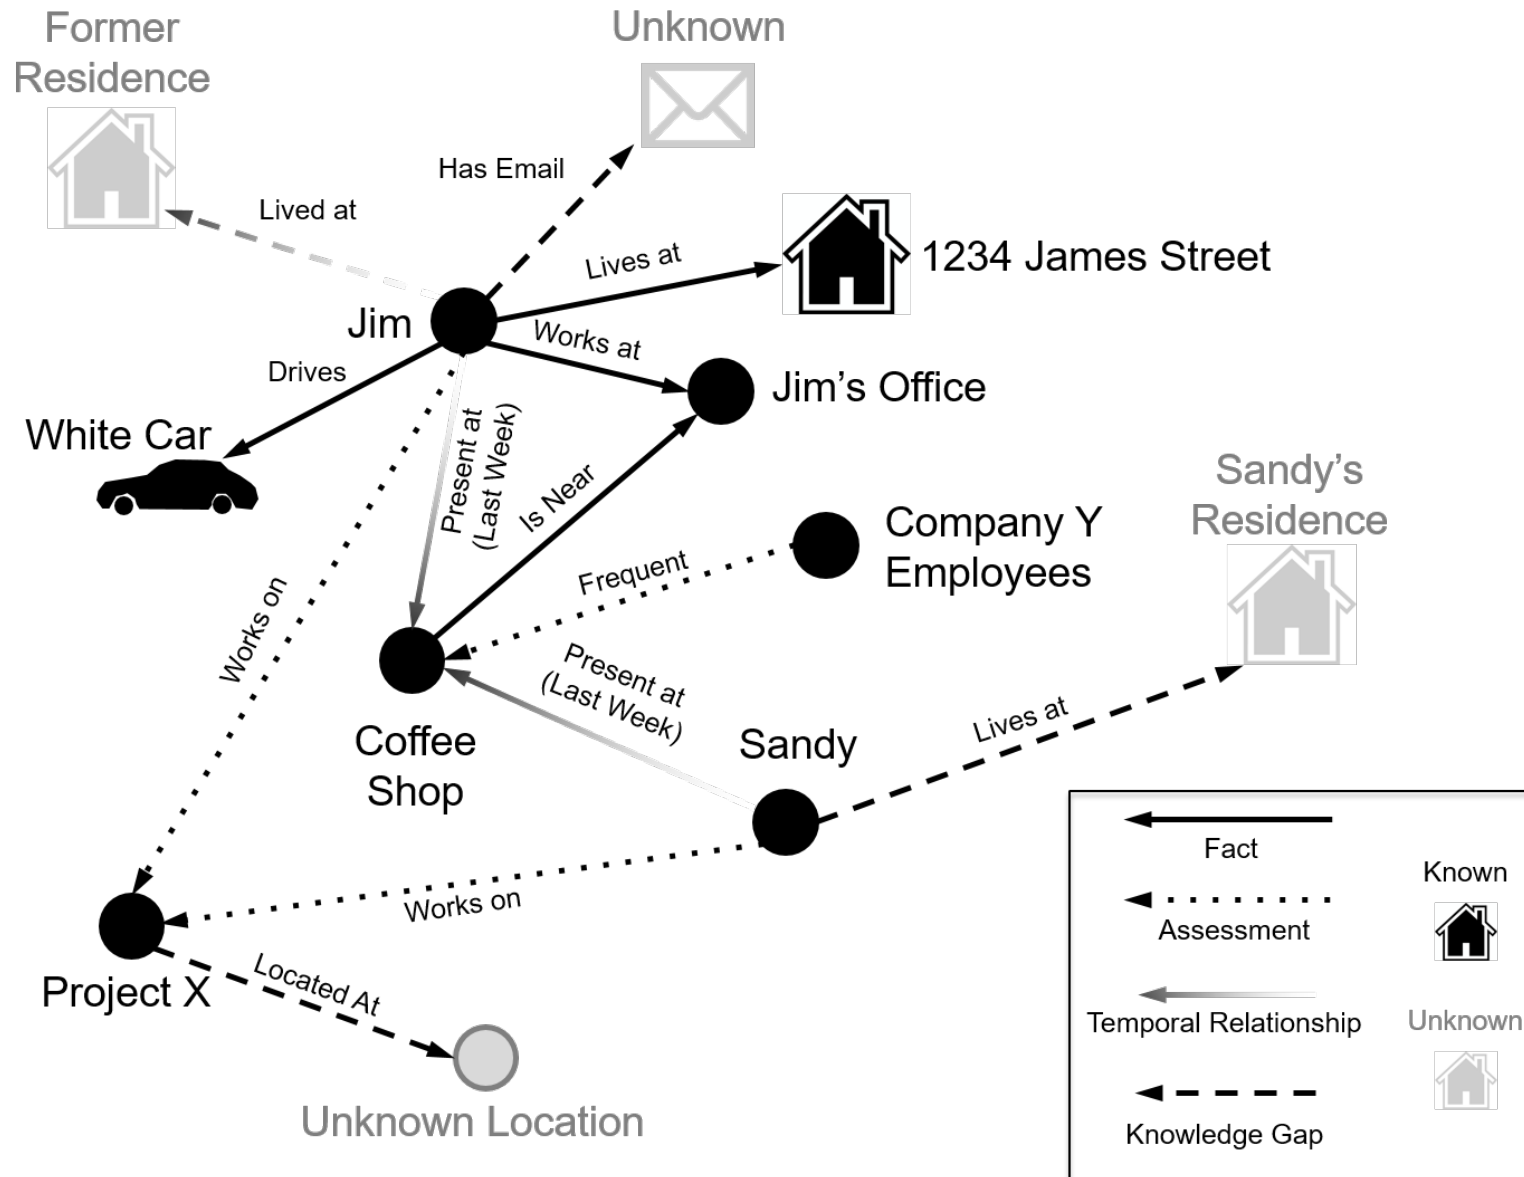 Former
Residence
Unknown
Has Email
Lived at
Lives at
1234 James Street
Jim
Works at
Drives
Jim’s Office
White Car
Present at
(Last Week)
Is Near
Sandy’s
Residence
Company Y
Employees
Frequent
Works on
Present at
(Last Week)
Coffee
Shop
Sandy
Lives at
Works on
Project X
Located At
Unknown Location
Fact
Assessment
Temporal Relationship
Knowledge Gap
Known
Unknown